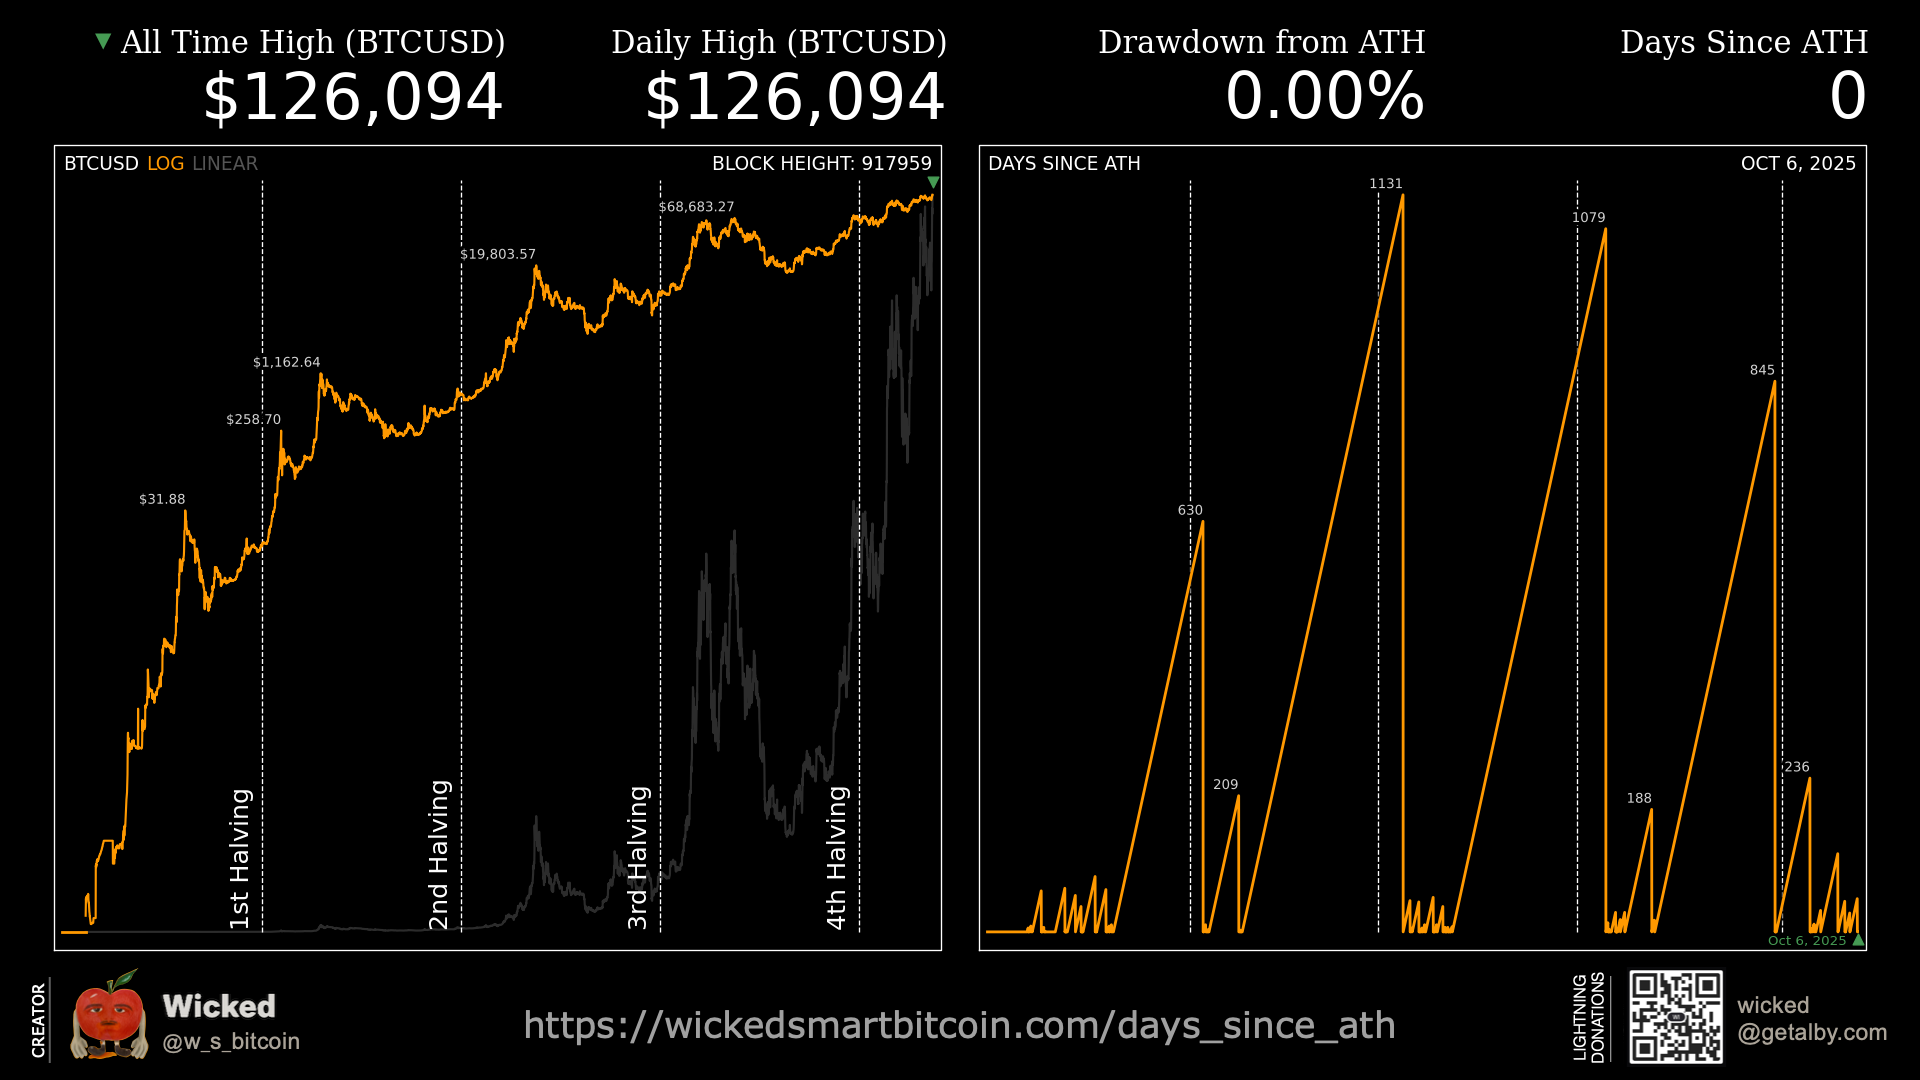 ▼ All Time High (BTCUSD)
$126,094
Daily High (BTCUSD)
$126,094
Drawdown from ATH
0.00%
Days Since ATH
0
BTCUSD LOG LINEAR
BLOCK HEIGHT: 917959
$31.88
$258.70
$1,162.64
$19,803.57
$68,683.27
1st Halving
2nd Halving
3rd Halving
4th Halving
DAYS SINCE ATH
OCT 6, 2025
630
209
1131
1079
188
845
236
Oct 6, 2025
CREATOR
Wicked
@w_s_bitcoin
https://wickedsmartbitcoin.com/days_since_ath
LIGHTNING
DONATIONS
wicked
@getalby.com